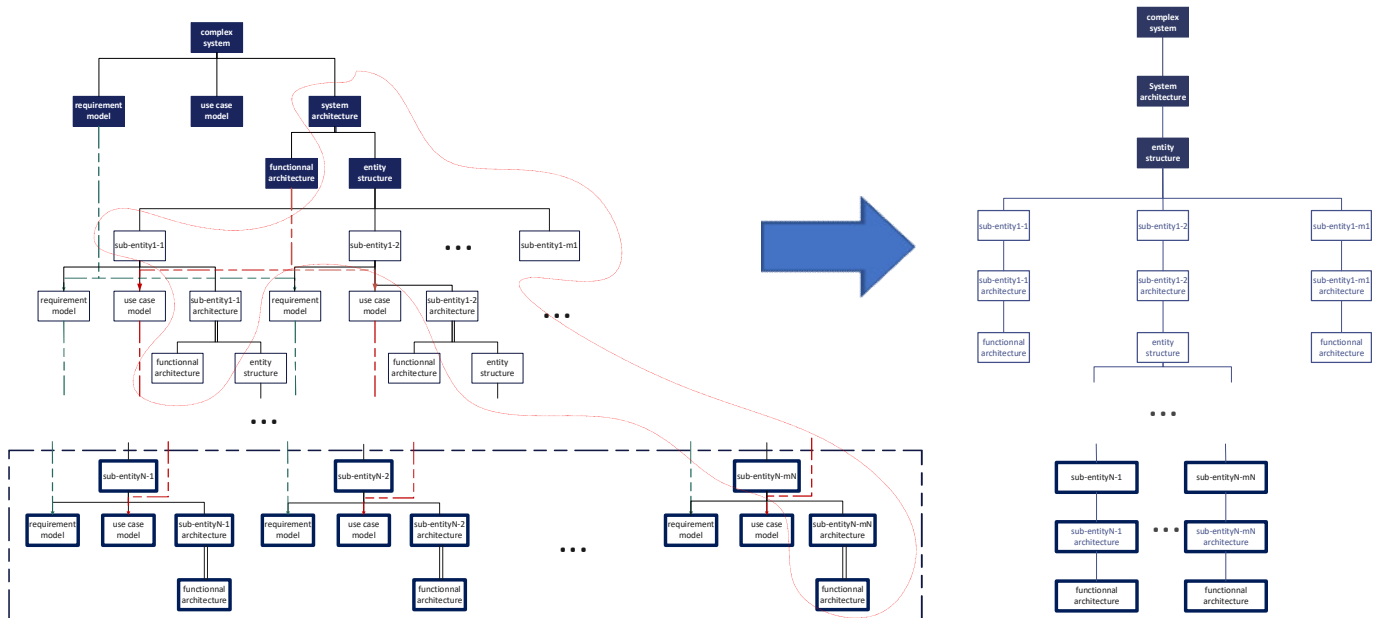 complex
system
requirement
model
use case
model
system
architecture
functionnal
architecture
entity
structure
sub-entity1-1
sub-entity1-2
...
sub-entity1-m1
requirement
model
use case
model
sub-entity1-1
architecture
requirement
model
use case
model
sub-entity1-2
architecture
...
functionnal
architecture
entity
structure
functionnal
architecture
entity
structure
...
sub-entityN-1
sub-entityN-2
sub-entityN-mN
requirement
model
use case
model
sub-entityN-1
architecture
requirement
model
use case
model
sub-entityN-2
architecture
...
requirement
model
use case
model
sub-entityN-mN
architecture
functionnal
architecture
functionnal
architecture
functionnal
architecture
complex
system
System
architecture
entity
structure
sub-entity1-1
sub-entity1-2
sub-entity1-m1
sub-entity1-1
architecture
sub-entity1-2
architecture
sub-entity1-m1
architecture
functionnal
architecture
entity
structure
functionnal
architecture
...
sub-entityN-1
sub-entityN-mN
sub-entityN-1
architecture
...
sub-entityN-mN
architecture
functionnal
architecture
functionnal
architecture